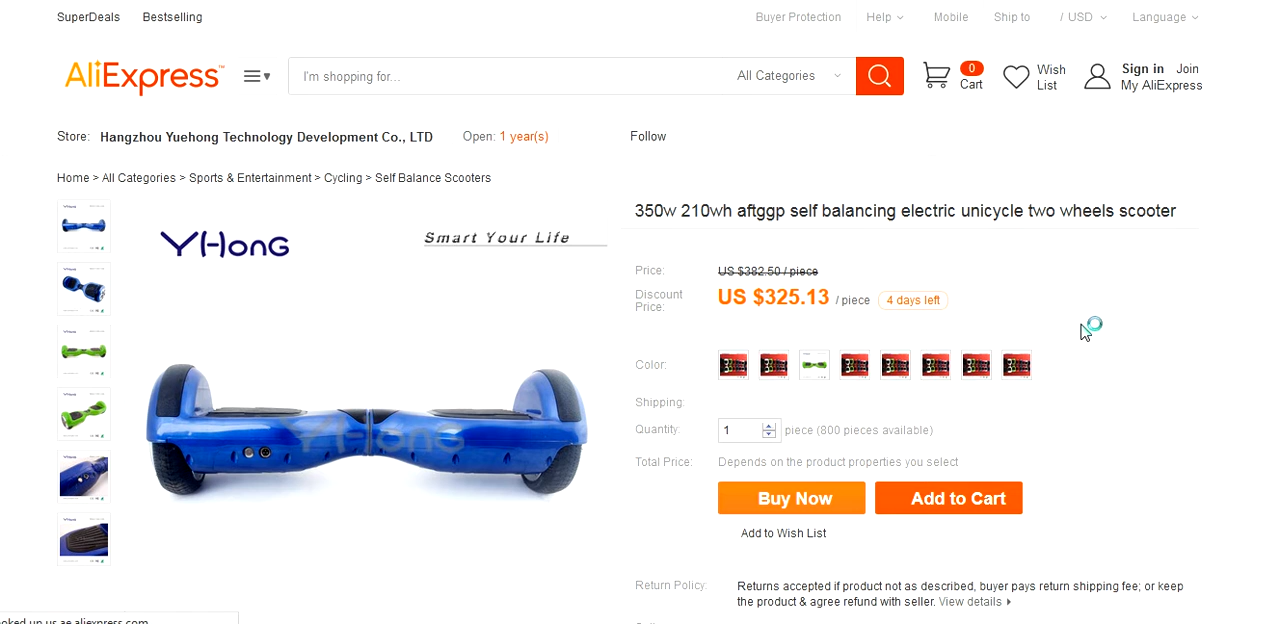 SuperDeals Bestselling Buyer Protection Help Mobile Ship to / USD Language
AliExpress™ I'm shopping for... All Categories 0 Cart Wish List Sign in Join My AliExpress
Store: Hangzhou Yuehong Technology Development Co., LTD Open: 1 year(s) Follow
Home > All Categories > Sports & Entertainment > Cycling > Self Balance Scooters
YHONG Smart Your Life
YHONG
350w 210wh aftggp self balancing electric unicycle two wheels scooter
Price: US $382.50 / piece
Discount Price: US $325.13 / piece 4 days left
Color:
Shipping:
Quantity: 1 piece (800 pieces available)
Total Price: Depends on the product properties you select
Buy Now Add to Cart
Add to Wish List
Return Policy: Returns accepted if product not as described, buyer pays return shipping fee; or keep
the product & agree refund with seller. View details
up us.ae.aliexpress.com